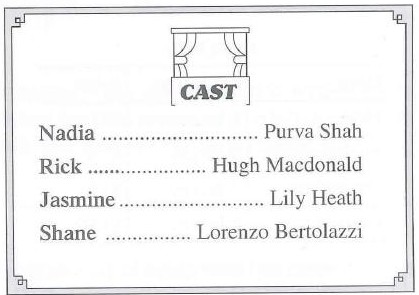 CAST
Nadia ............................ Purva Shah
Rick ..................... Hugh Macdonald
Jasmine .......................... Lily Heath
Shane ............... Lorenzo Bertolazzi